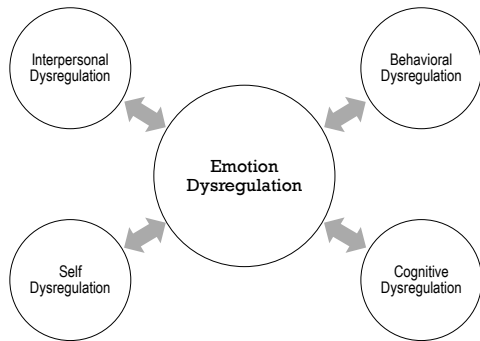 Interpersonal
Dysregulation
Behavioral
Dysregulation
Emotion
Dysregulation
Self
Dysregulation
Cognitive
Dysregulation